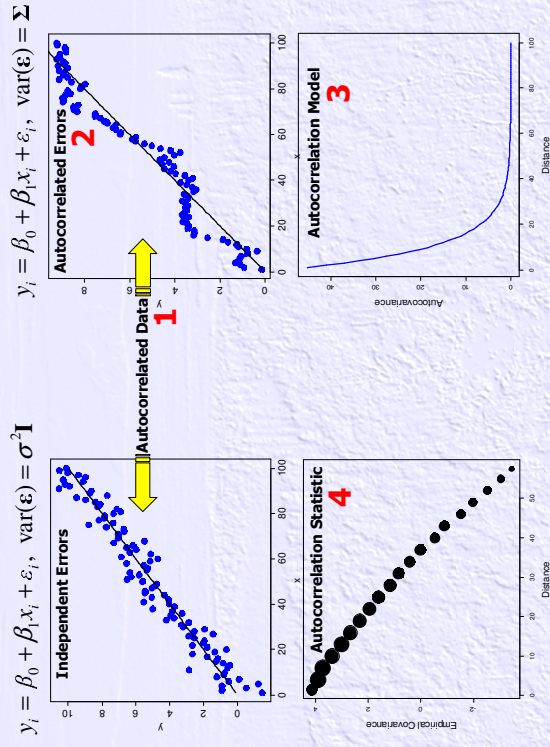 yᵢ = β₀ + β₁xᵢ + εᵢ, var(ε) = σ²I
yᵢ = β₀ + β₁xᵢ + εᵢ, var(ε) = Σ
Independent Errors
10
8
6
4
2
0
y
0 20 40 60 80 100
x
Autocorrelated Data
1
Autocorrelated Errors
2
8
6
4
2
0
y
0 20 40 60 80 100
x
Autocorrelation Statistic
4
4
2
0
2
Empirical Covariance
0 10 20 30 40 50 60
Distance
Autocorrelation Model
3
40
30
20
10
0
Autocovariance
0 20 40 60 80 100
Distance